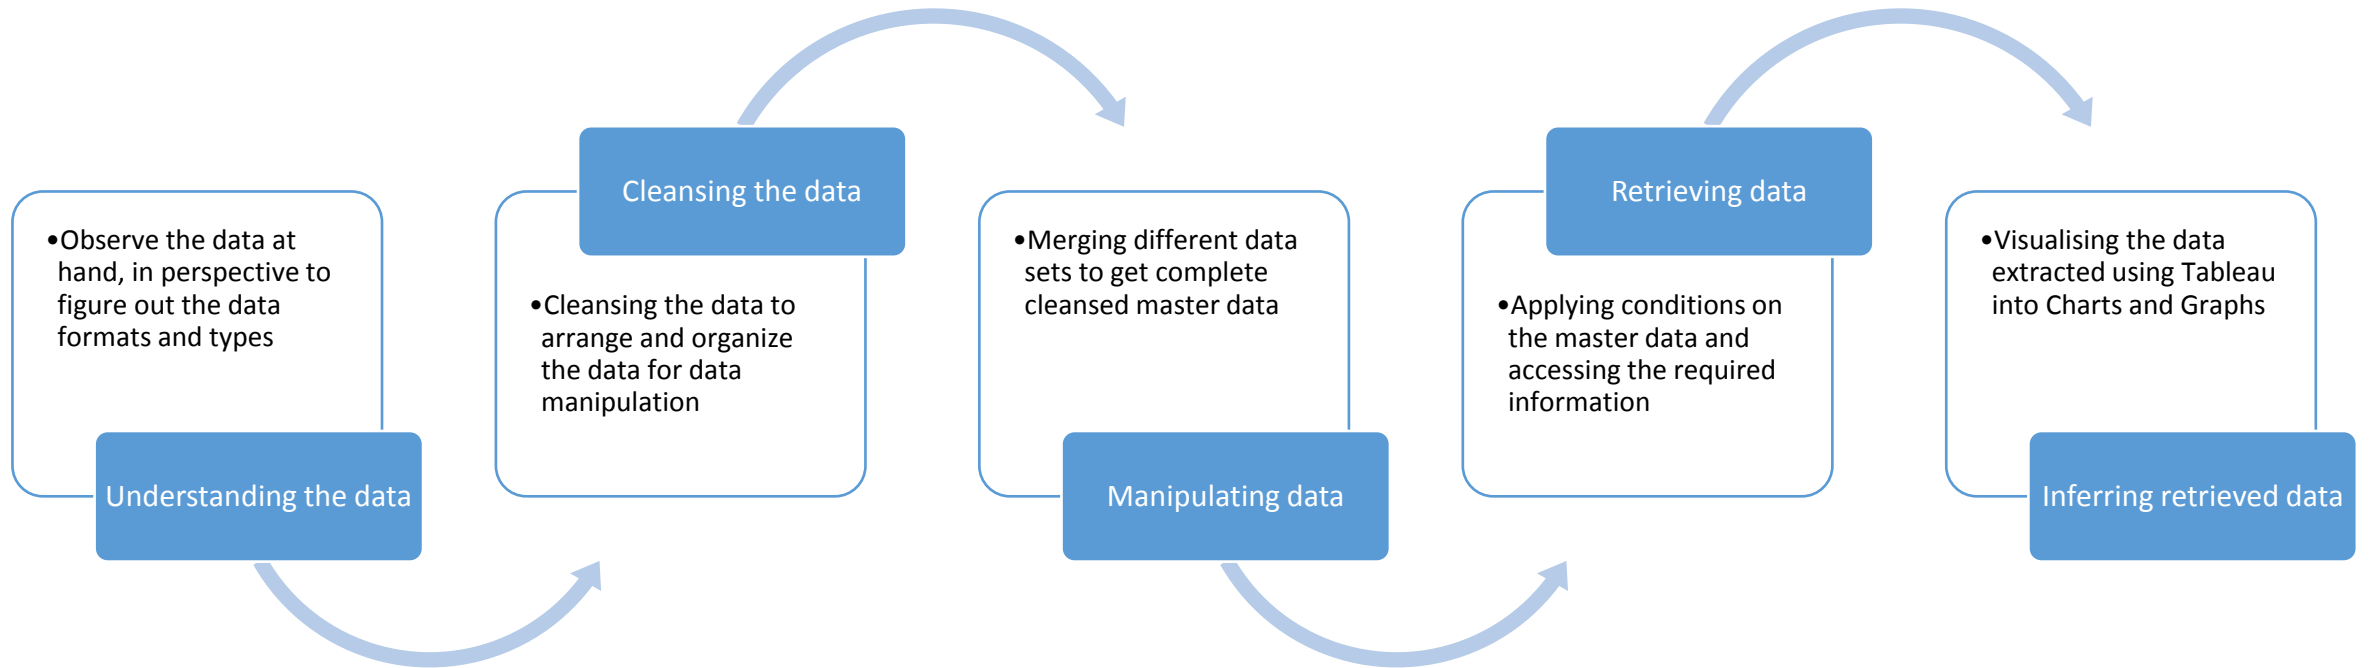 •Observe the data at
hand, in perspective to
figure out the data
formats and types
Understanding the data
Cleansing the data
•Cleansing the data to
arrange and organize
the data for data
manipulation
•Merging different data
sets to get complete
cleansed master data
Manipulating data
Retrieving data
•Applying conditions on
the master data and
accessing the required
information
•Visualising the data
extracted using Tableau
into Charts and Graphs
Inferring retrieved data